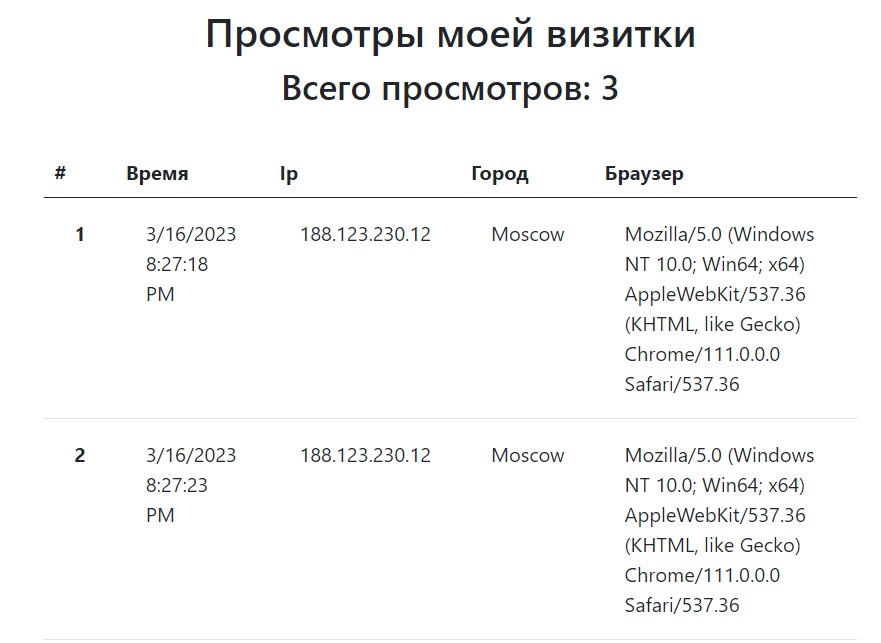 Просмотры моей визитки
Всего просмотров: 3
# Время Ip Город Браузер
1 3/16/2023 188.123.230.12 Moscow Mozilla/5.0 (Windows
8:27:18 NT 10.0; Win64; x64)
PM AppleWebKit/537.36
(KHTML, like Gecko)
Chrome/111.0.0.0
Safari/537.36
2 3/16/2023 188.123.230.12 Moscow Mozilla/5.0 (Windows
8:27:23 NT 10.0; Win64; x64)
PM AppleWebKit/537.36
(KHTML, like Gecko)
Chrome/111.0.0.0
Safari/537.36